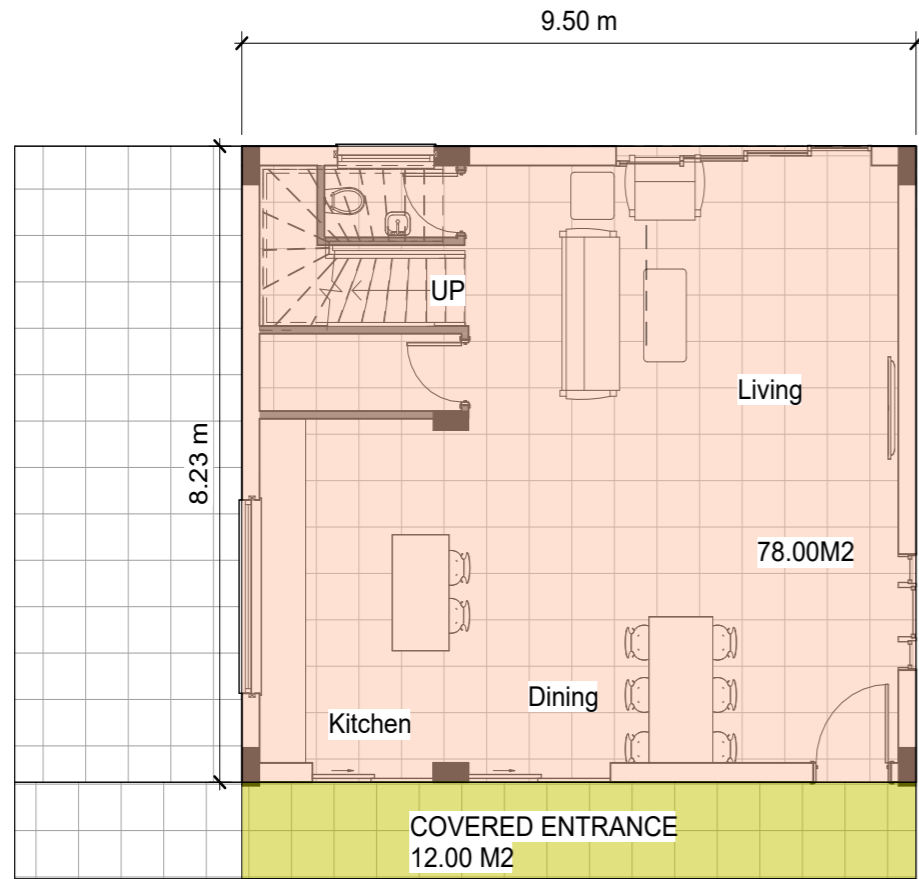 9.50 m
UP
Living
8.23 m
78.00M2
Dining
Kitchen
COVERED ENTRANCE
12.00 M2